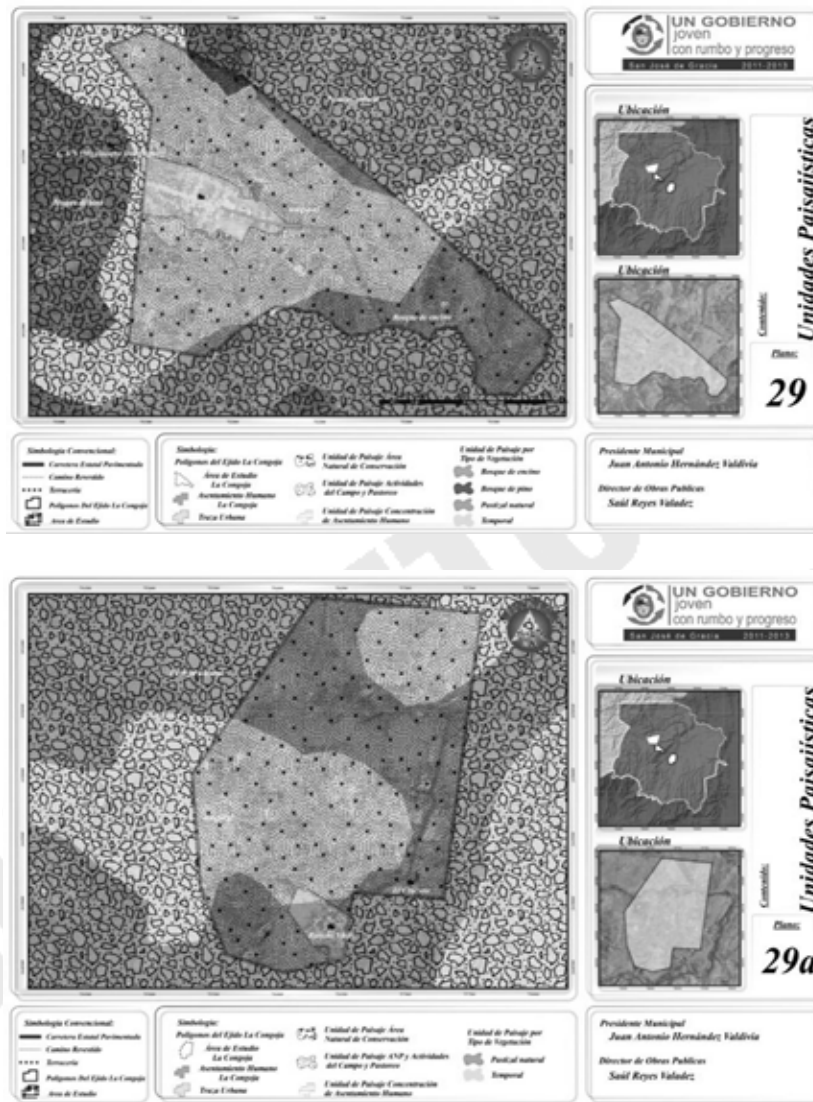 UN GOBIERNO
joven
con rumbo y progreso
San José de Gracia 2011-2013
Ubicación
Ubicación
Contenido:
Unidades Paisajísticas
Plano:
29
Bosque de encino
Simbología Convencional:
Carretera Estatal Pavimentada
Camino Revestido
Terracería
Polígonos Del Ejido La Congoja
Area de Estudio
Simbología:
Polígonos del Ejido La Congoja
Área de Estudio
La Congoja
Asentamiento Humano
La Congoja
Traza Urbana
Unidad de Paisaje Área
Natural de Conservación
Unidad de Paisaje Actividades
del Campo y Pastoreo
Unidad de Paisaje Concentración
de Asentamiento Humano
Unidad de Paisaje por
Tipo de Vegetación
Bosque de encino
Bosque de pino
Pastizal natural
Temporal
Presidente Municipal
Juan Antonio Hernández Valdivia
Director de Obras Publicas
Saúl Reyes Valadez
UN GOBIERNO
joven
con rumbo y progreso
San José de Gracia 2011-2013
Ubicación
Ubicación
Contenido:
Unidades Paisajísticas
Plano:
29a
Simbología Convencional:
Carretera Estatal Pavimentada
Camino Revestido
Terracería
Polígonos Del Ejido La Congoja
Area de Estudio
Simbología:
Polígonos del Ejido La Congoja
Área de Estudio
La Congoja
Asentamiento Humano
La Congoja
Traza Urbana
Unidad de Paisaje Área
Natural de Conservación
Unidad de Paisaje ANP y Actividades
del Campo y Pastoreo
Unidad de Paisaje Concentración
de Asentamiento Humano
Unidad de Paisaje por
Tipo de Vegetación
Pastizal natural
Temporal
Presidente Municipal
Juan Antonio Hernández Valdivia
Director de Obras Publicas
Saúl Reyes Valadez